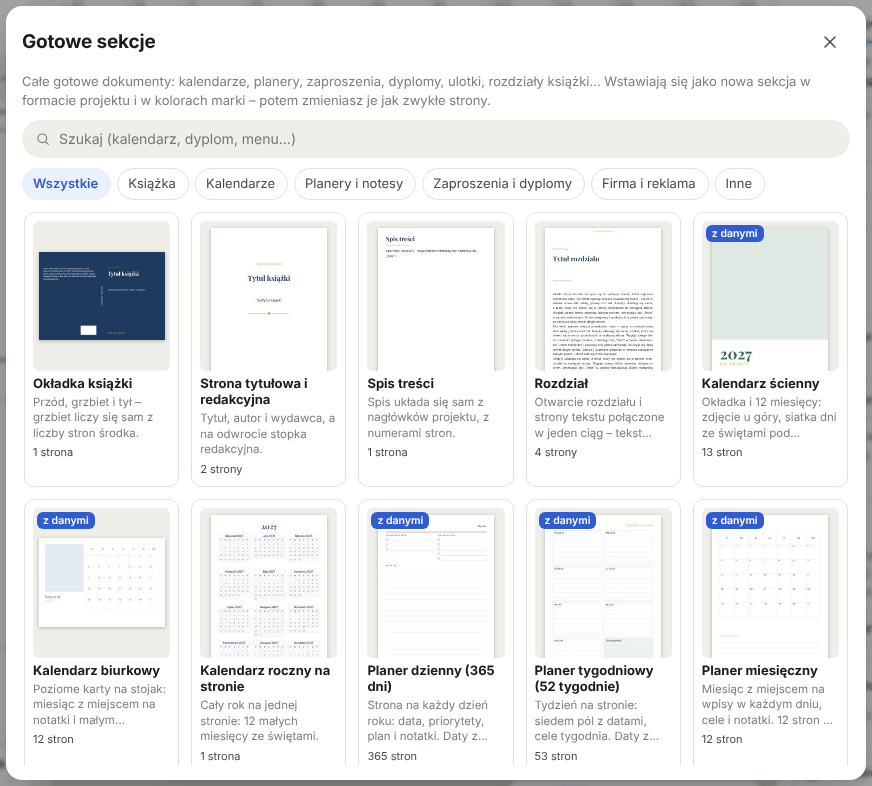 Gotowe sekcje
Całe gotowe dokumenty: kalendarze, planery, zaproszenia, dyplomy, ulotki, rozdziały książki... Wstawiają się jako nowa sekcja w
formacie projektu i w kolorach marki – potem zmieniasz je jak zwykłe strony.
Szukaj (kalendarz, dyplom, menu...)
Wszystkie
Książka
Kalendarze
Planery i notesy
Zaproszenia i dyplomy
Firma i reklama
Inne
Tytuł książki
Okładka książki
Przód, grzbiet i tył –
grzbiet liczy się sam z
liczby stron środka.
1 strona
Tytuł książki
Strona tytułowa i
redakcyjna
Tytuł, autor i wydawca, a
na odwrocie stopka
redakcyjna.
2 strony
Spis treści
Spis treści
Spis układa się sam z
nagłówków projektu, z
numerami stron.
1 strona
Tytuł rozdziału
Rozdział
Otwarcie rozdziału i
strony tekstu połączone
w jeden ciąg – tekst...
4 strony
z danymi
2027
KALENDARZ
Kalendarz ścienny
Okładka i 12 miesięcy:
zdjęcie u góry, siatka dni
ze świętami pod...
13 stron
z danymi
Kalendarz biurkowy
Poziome karty na stojak:
miesiąc z miejscem na
notatki i małym...
12 stron
2027
Kalendarz roczny na
stronie
Cały rok na jednej
stronie: 12 małych
miesięcy ze świętami.
1 strona
z danymi
Planer dzienny (365
dni)
Strona na każdy dzień
roku: data, priorytety,
plan i notatki. Daty z...
365 stron
z danymi
Planer tygodniowy
(52 tygodnie)
Tydzień na stronie:
siedem pól z datami,
cele tygodnia. Daty z...
53 stron
z danymi
Planer miesięczny
Miesiąc z miejscem na
wpisy w każdym dniu,
cele i notatki. 12 stron ...
12 stron